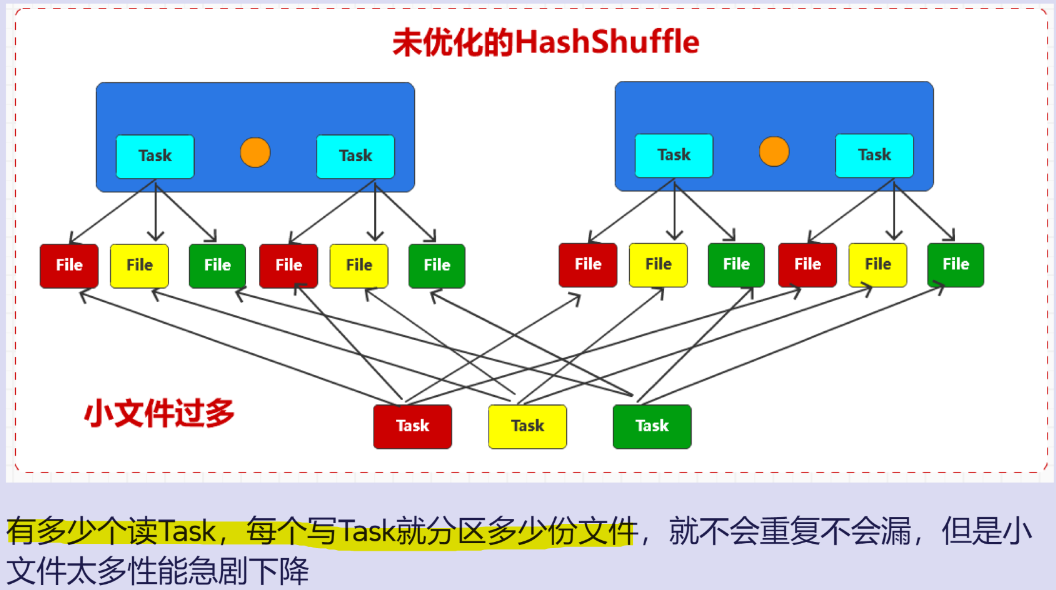 未优化的HashShuffle
Task Task Task Task
File File File File File File File File File File File File
小文件过多
Task Task Task
有多少个读Task，每个写Task就分区多少份文件，就不会重复不会漏，但是小
文件太多性能急剧下降